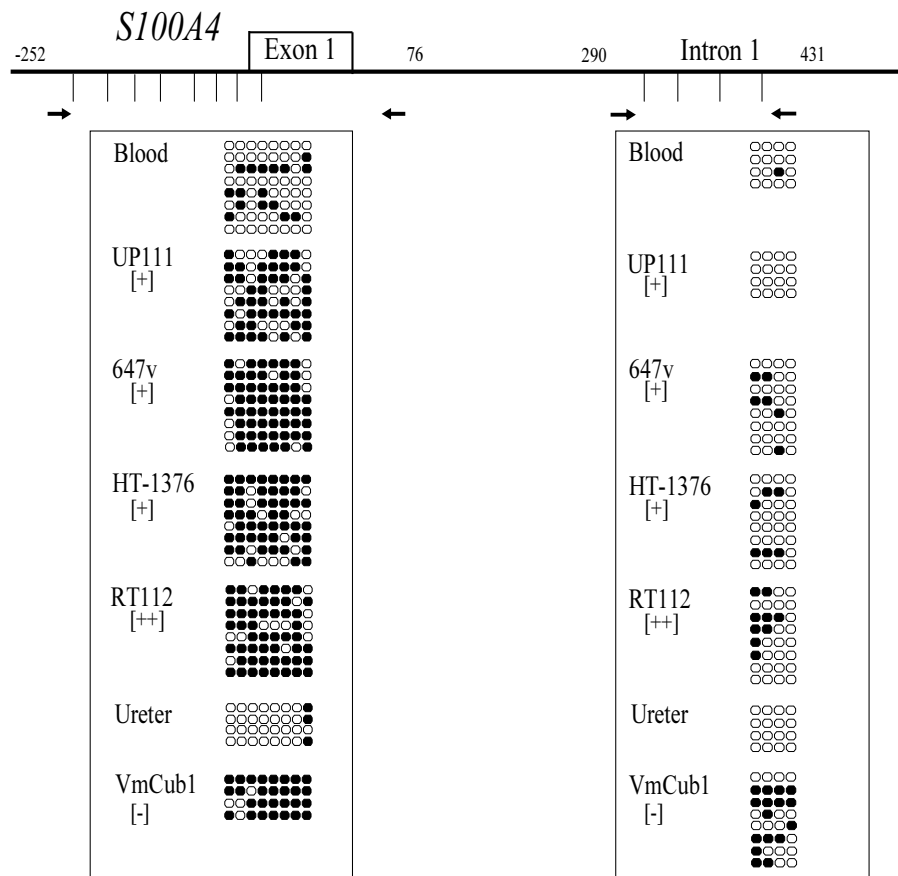 S100A4
-252 Exon 1 76 290 Intron 1 431
Blood Blood
UP111 UP111
[+] [+]
647v 647v
[+] [+]
HT-1376 HT-1376
[+] [+]
RT112 RT112
[++] [++]
Ureter Ureter
VmCub1 VmCub1
[-] [-]